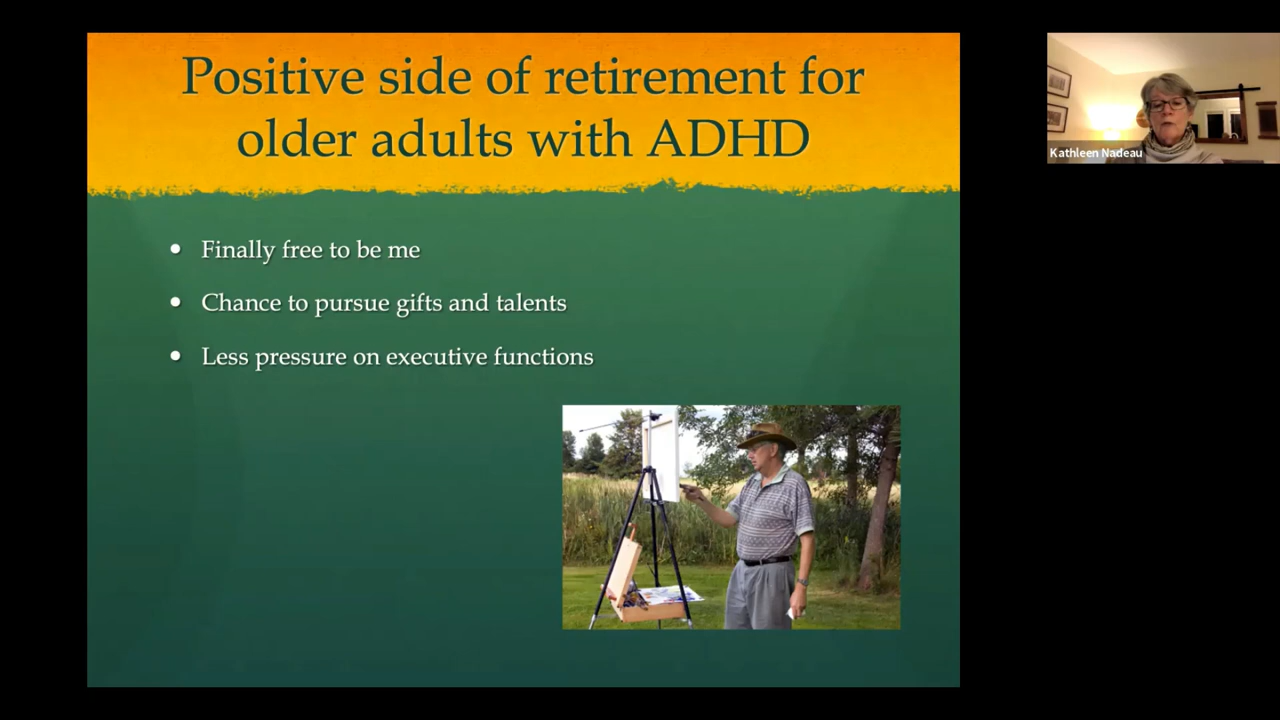 Positive side of retirement for
older adults with ADHD
Finally free to be me
Chance to pursue gifts and talents
Less pressure on executive functions
Kathleen Nadeau